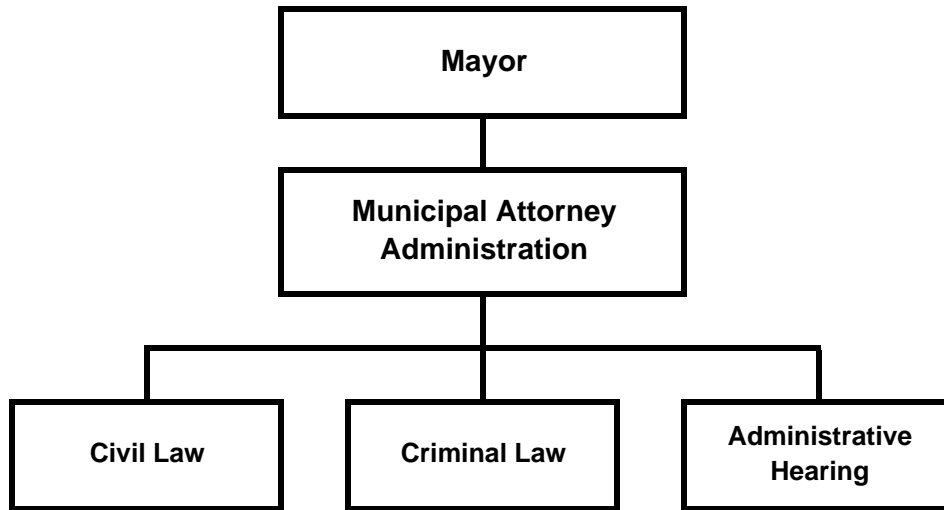 Mayor
Municipal Attorney
Administration
Civil Law
Criminal Law
Administrative
Hearing